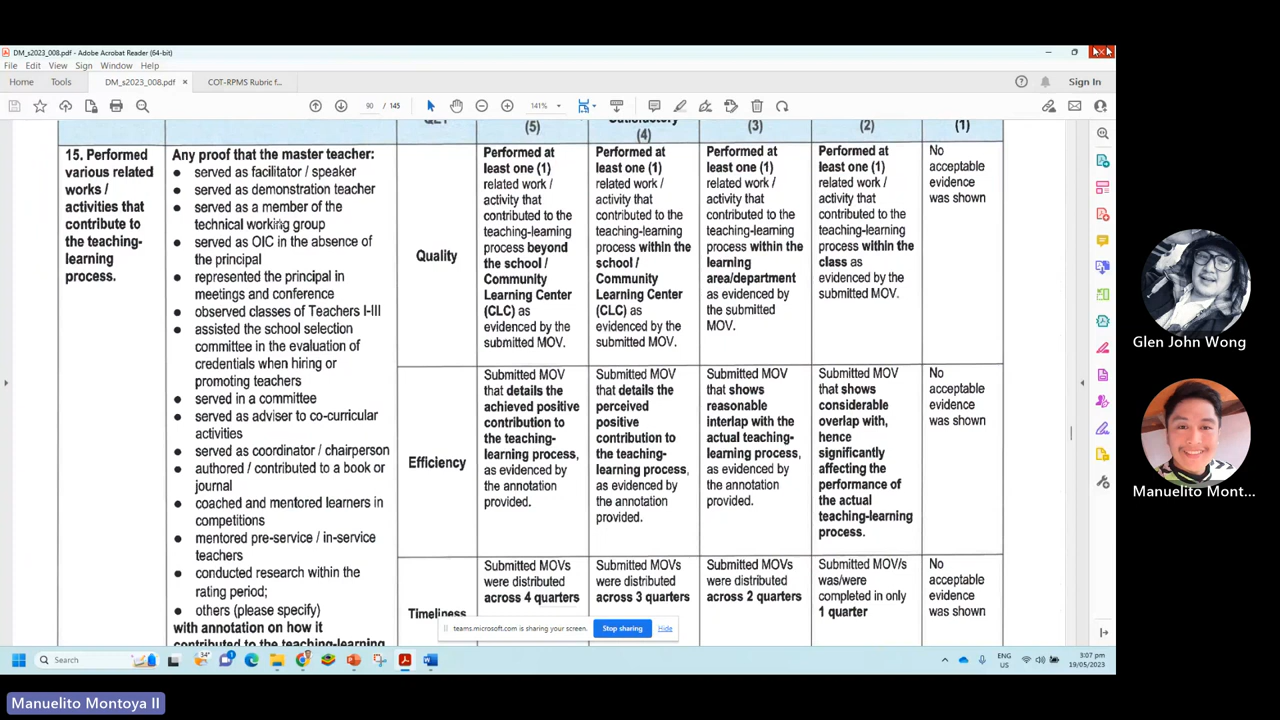 DM_s2023_008.pdf - Adobe Acrobat Reader (64-bit)
File Edit View Sign Window Help
Home Tools DM_s2023_008.pdf × COT-RPMS Rubric f... Sign In
90 / 145 141%
(5) Satisfactory (4) (3) (2) (1)
15. Performed
various related
works /
activities that
contribute to
the teaching-
learning
process.
Any proof that the master teacher:
● served as facilitator / speaker
● served as demonstration teacher
● served as a member of the
technical working group
● served as OIC in the absence of
the principal
● represented the principal in
meetings and conference
● observed classes of Teachers I-III
● assisted the school selection
committee in the evaluation of
credentials when hiring or
promoting teachers
● served in a committee
● served as adviser to co-curricular
activities
● served as coordinator / chairperson
● authored / contributed to a book or
journal
● coached and mentored learners in
competitions
● mentored pre-service / in-service
teachers
● conducted research within the
rating period;
● others (please specify)
with annotation on how it
contributed to the teaching-learning
Quality
Performed at
least one (1)
related work /
activity that
contributed to the
teaching-learning
process beyond
the school /
Community
Learning Center
(CLC) as
evidenced by the
submitted MOV.
Performed at
least one (1)
related work /
activity that
contributed to the
teaching-learning
process within the
school /
Community
Learning Center
(CLC) as
evidenced by the
submitted MOV.
Performed at
least one (1)
related work /
activity that
contributed to the
teaching-learning
process within the
learning
area/department
as evidenced by
the submitted
MOV.
Performed at
least one (1)
related work /
activity that
contributed to the
teaching-learning
process within the
class as
evidenced by the
submitted MOV.
No
acceptable
evidence
was shown
Efficiency
Submitted MOV
that details the
achieved positive
contribution to
the teaching-
learning process,
as evidenced by
the annotation
provided.
Submitted MOV
that details the
perceived
positive
contribution to
the teaching-
learning process,
as evidenced by
the annotation
provided.
Submitted MOV
that shows
reasonable
interlap with the
actual teaching-
learning process,
as evidenced by
the annotation
provided.
Submitted MOV
that shows
considerable
overlap with,
hence
significantly
affecting the
performance of
the actual
teaching-learning
process.
No
acceptable
evidence
was shown
Timeliness
Submitted MOVs
were distributed
across 4 quarters
Submitted MOVs
were distributed
across 3 quarters
Submitted MOVs
were distributed
across 2 quarters
Submitted MOV/s
was/were
completed in only
1 quarter
No
acceptable
evidence
was shown
teams.microsoft.com is sharing your screen. Stop sharing Hide
Glen John Wong
Manuelito Mont...
Search 34° ENG US 3:07 pm 19/05/2023
Manuelito Montoya II